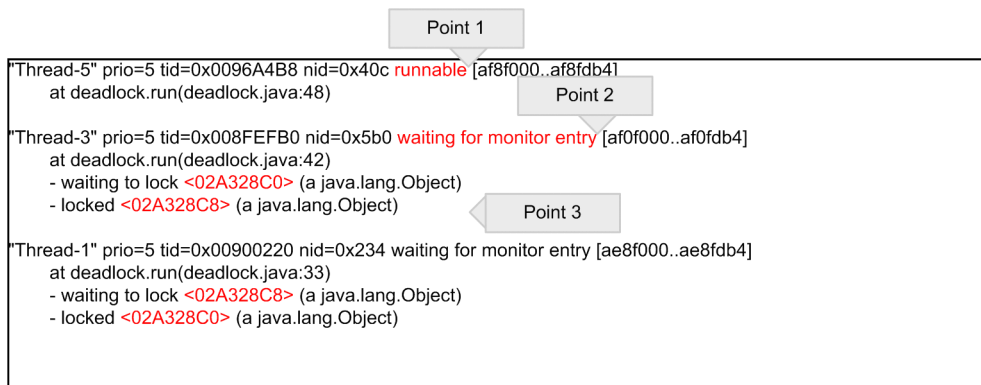 Point 1
"Thread-5" prio=5 tid=0x0096A4B8 nid=0x40c runnable [af8f000..af8fdb4]
at deadlock.run(deadlock.java:48)
Point 2
"Thread-3" prio=5 tid=0x008FEFB0 nid=0x5b0 waiting for monitor entry [af0f000..af0fdb4]
at deadlock.run(deadlock.java:42)
- waiting to lock <02A328C0> (a java.lang.Object)
- locked <02A328C8> (a java.lang.Object)
Point 3
"Thread-1" prio=5 tid=0x00900220 nid=0x234 waiting for monitor entry [ae8f000..ae8fdb4]
at deadlock.run(deadlock.java:33)
- waiting to lock <02A328C8> (a java.lang.Object)
- locked <02A328C0> (a java.lang.Object)